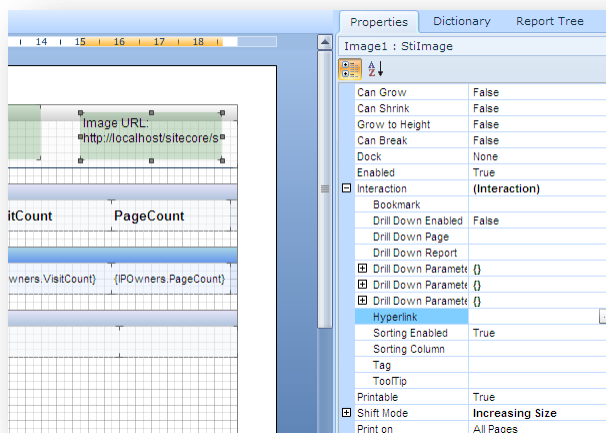 Properties Dictionary Report Tree
14 15 16 17 18
Image1 : StiImage
Can Grow False
Can Shrink False
Grow to Height False
Can Break False
Dock None
Enabled True
Interaction (Interaction)
Bookmark
Drill Down Enabled False
Drill Down Page
Drill Down Report
Drill Down Paramete {}
Drill Down Paramete {}
Drill Down Paramete {}
Hyperlink
Sorting Enabled True
Sorting Column
Tag
ToolTip
Printable True
Shift Mode Increasing Size
Print on All Pages
Image URL:
http://localhost/sitecore/s
itCount PageCount
wners.VisitCount} {IPOwners.PageCount}